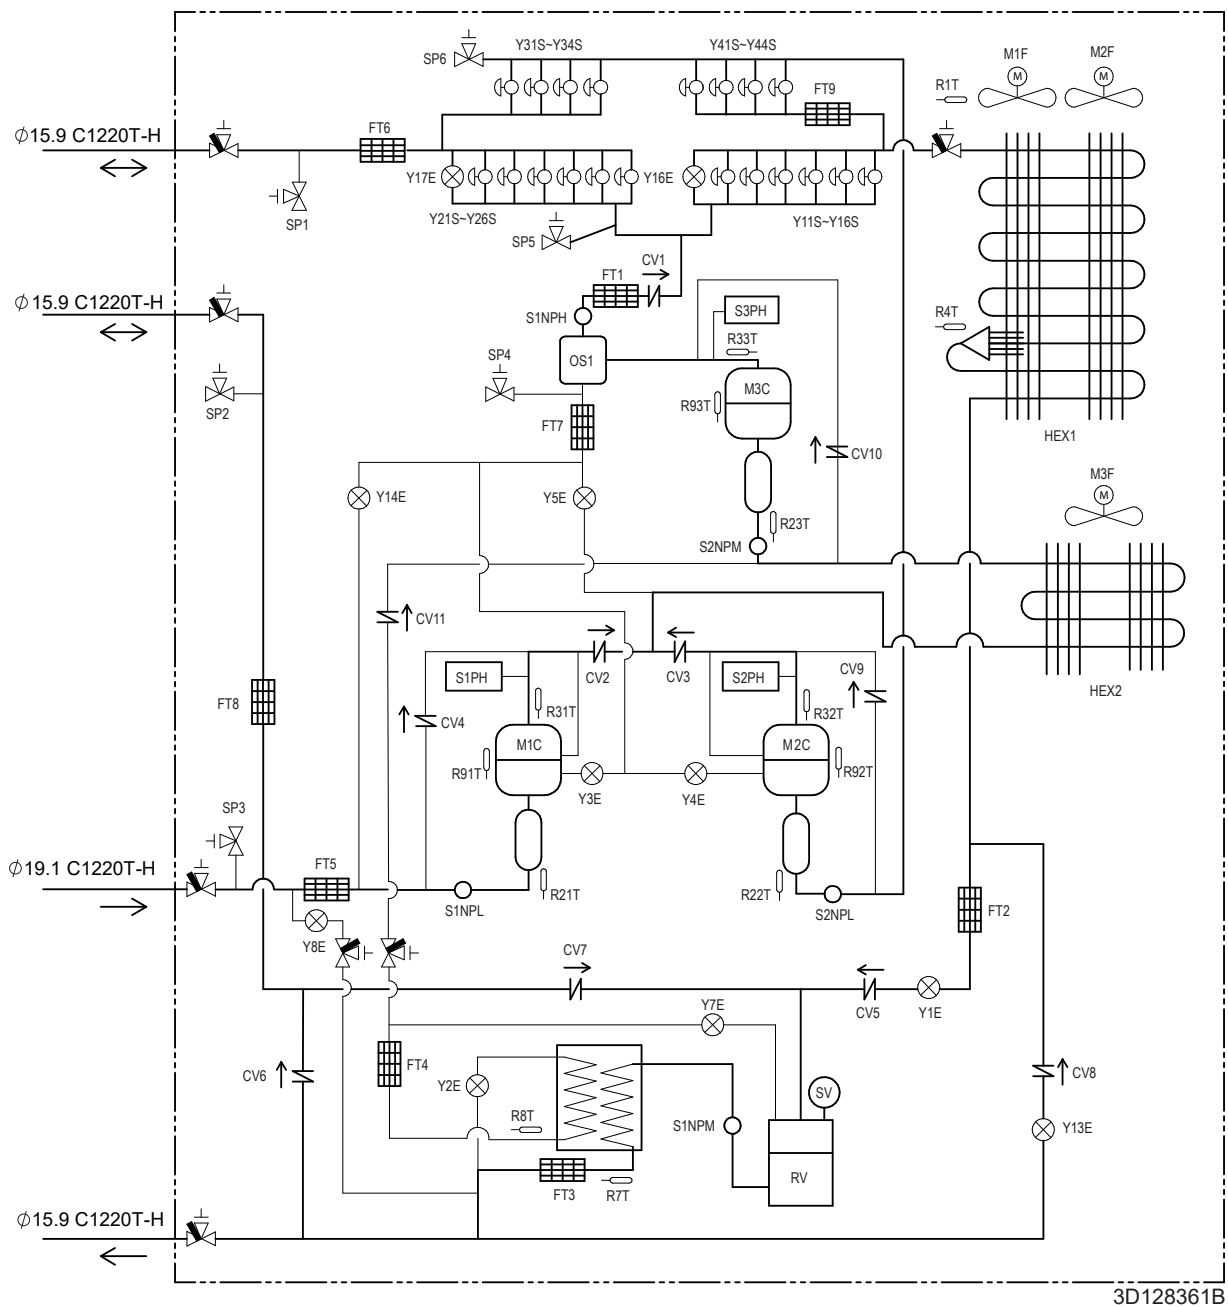 Y31S~Y34S
Y41S~Y44S
M1F
M2F
SP6
M
M
R1T
FT9
Ø15.9 C1220T-H
FT6
Y17E
Y16E
SP1
Y21S~Y26S
Y11S~Y16S
SP5
CV1
FT1
Ø15.9 C1220T-H
S3PH
S1NPH
R4T
R33T
SP4
OS1
M3C
SP2
R93T
FT7
HEX1
CV10
M3F
Y14E
Y5E
M
R23T
S2NPM
CV11
S1PH
CV2
CV3
S2PH
CV9
FT8
HEX2
R31T
R32T
CV4
M1C
M2C
R91T
R92T
Y3E
Y4E
SP3
Ø19.1 C1220T-H
FT5
R21T
R22T
S1NPL
S2NPL
FT2
Y8E
CV7
CV5
Y1E
Y7E
FT4
CV6
Y2E
CV8
SV
R8T
S1NPM
Y13E
RV
FT3
R7T
Ø15.9 C1220T-H
3D128361B